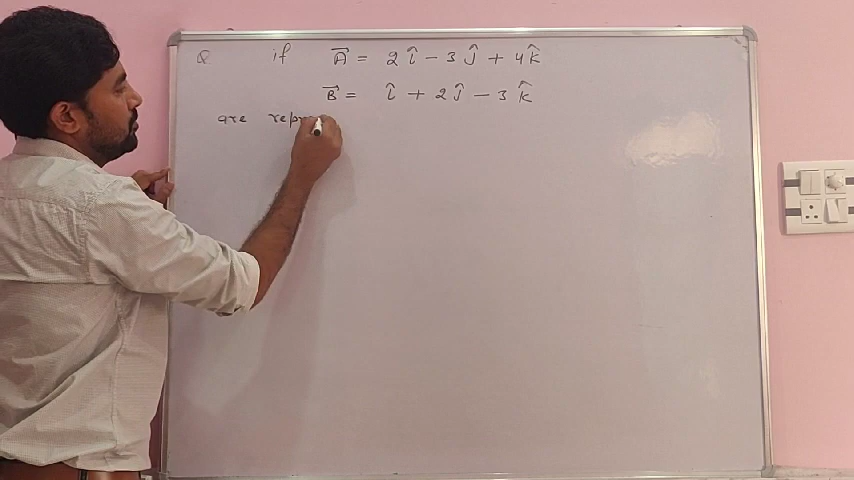 Q if A⃗ = 2î - 3ĵ + 4k̂
B⃗ = î + 2ĵ - 3k̂
are repr